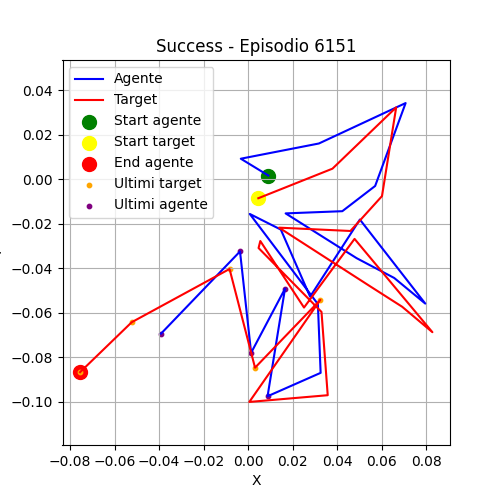 Success - Episodio 6151
Agente
Target
Start agente
Start target
End agente
Ultimi target
Ultimi agente
0.04
0.02
0.00
−0.02
−0.04
−0.06
−0.08
−0.10
−0.08 −0.06 −0.04 −0.02 0.00 0.02 0.04 0.06 0.08
X